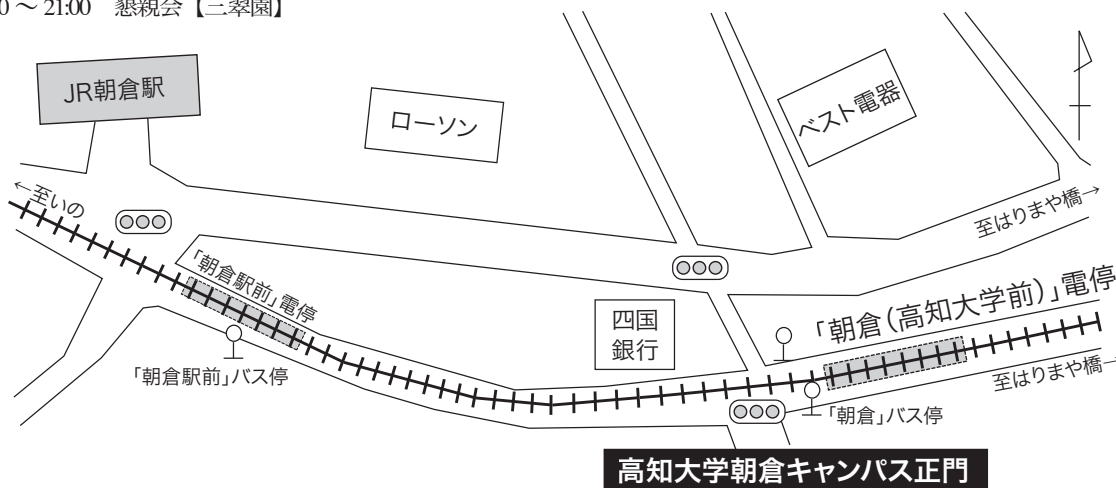 0 ~ 21:00 懇親会【三翠園】
JR朝倉駅
ローソン
ベスト電器
←至いの
至はりまや橋→
「朝倉駅前」電停
四国
銀行
「朝倉(高知大学前)」電停
「朝倉駅前」バス停
至はりまや橋→
「朝倉」バス停
高知大学朝倉キャンパス正門